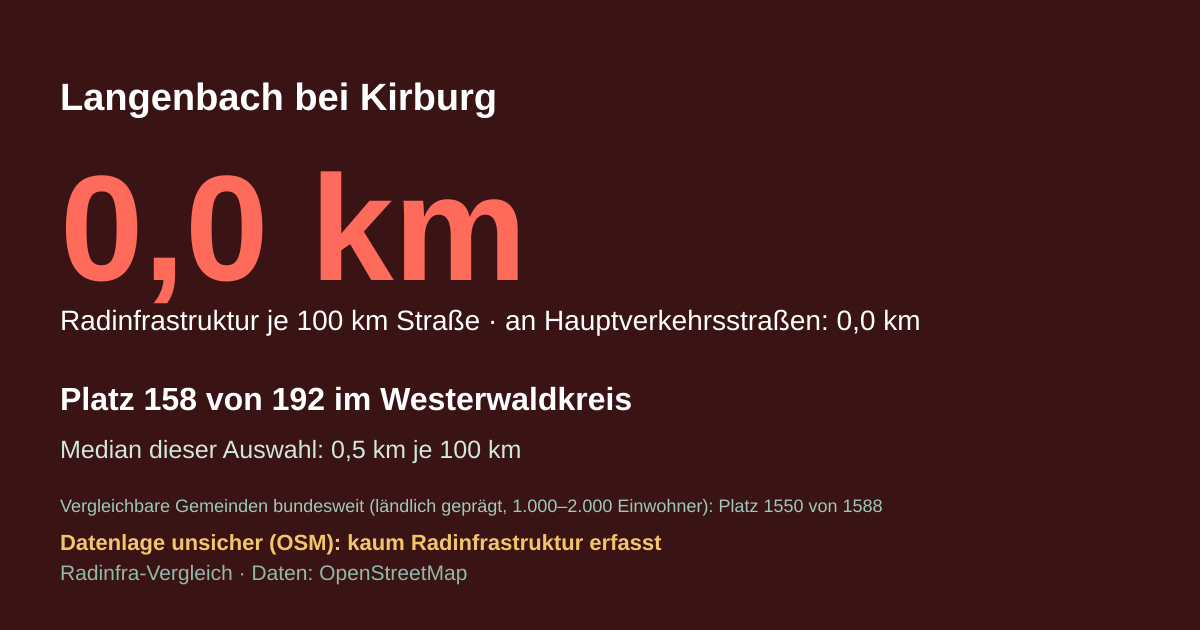 Langenbach bei Kirburg
0,0 km
Radinfrastruktur je 100 km Straße · an Hauptverkehrsstraßen: 0,0 km
Platz 158 von 192 im Westerwaldkreis
Median dieser Auswahl: 0,5 km je 100 km
Vergleichbare Gemeinden bundesweit (ländlich geprägt, 1.000–2.000 Einwohner): Platz 1550 von 1588
Datenlage unsicher (OSM): kaum Radinfrastruktur erfasst
Radinfra-Vergleich · Daten: OpenStreetMap